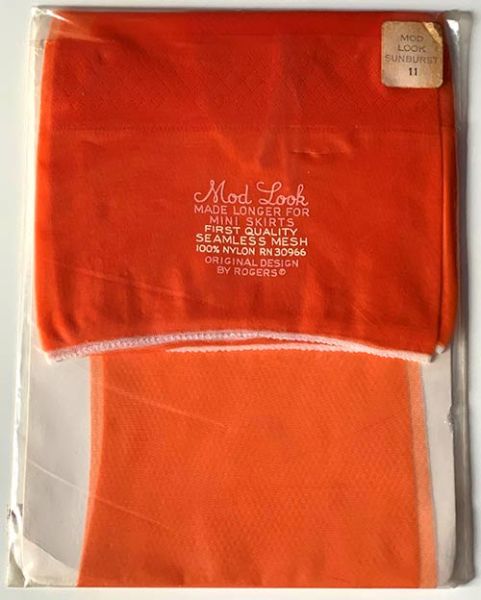 MOD
LOOK
SUNBURST
11
Mod Look
MADE LONGER FOR
MINI SKIRTS
FIRST QUALITY
SEAMLESS MESH
100% NYLON RN 30966
ORIGINAL DESIGN
BY ROGERS©